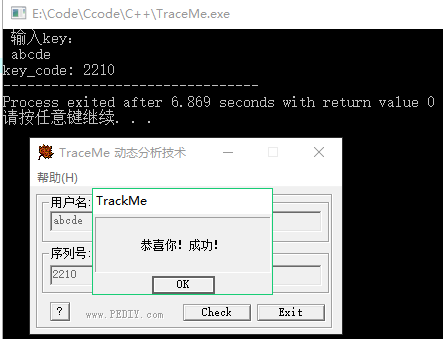 E:\Code\Ccode\C++\TraceMe.exe
输入key:
abcde
key_code: 2210
--------------------------------
Process exited after 6.869 seconds with return value 0
请按任意键继续. . .
TraceMe 动态分析技术
帮助(H)
用户名:
TrackMe
abcde
恭喜你!成功!
序列号:
2210
OK
?
www.PEDIY.com
Check
Exit